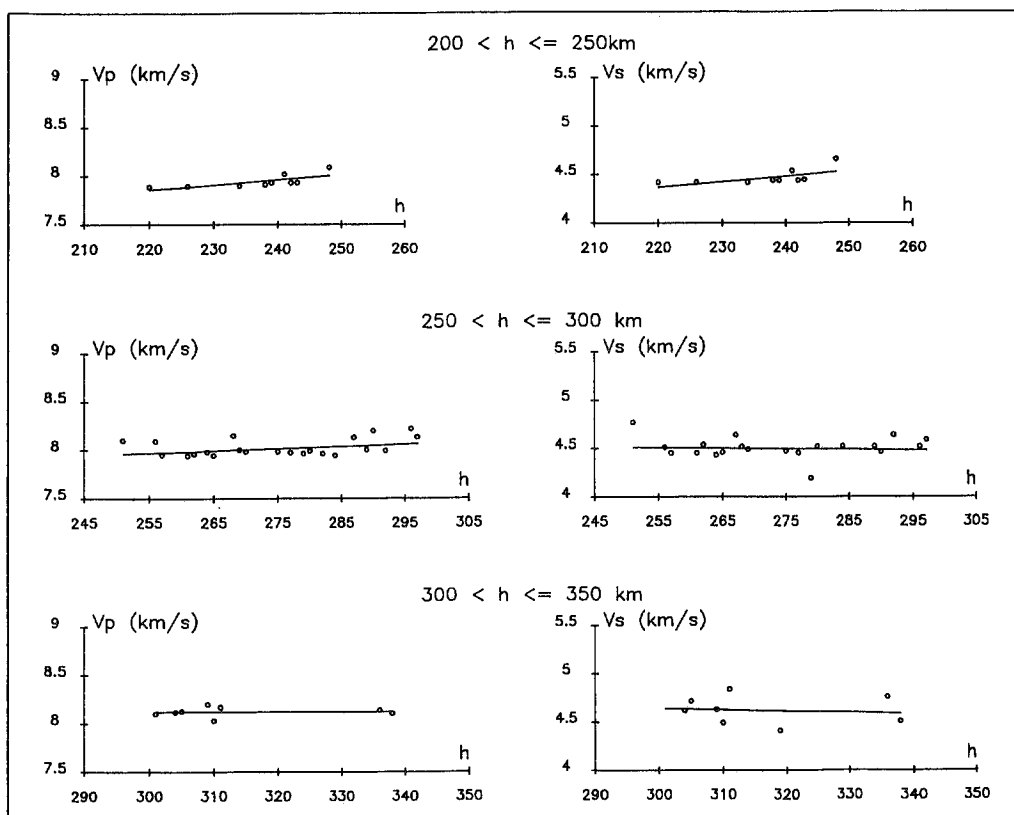 200 < h <= 250km
Vp (km/s)
9
8.5
8
7.5
h
210 220 230 240 250 260
Vs (km/s)
5.5
5
4.5
4
h
210 220 230 240 250 260
250 < h <= 300 km
Vp (km/s)
9
8.5
8
7.5
h
245 255 265 275 285 295 305
Vs (km/s)
5.5
5
4.5
4
h
245 255 265 275 285 295 305
300 < h <= 350 km
Vp (km/s)
9
8.5
8
7.5
h
290 300 310 320 330 340 350
Vs (km/s)
5.5
5
4.5
4
h
290 300 310 320 330 340 350